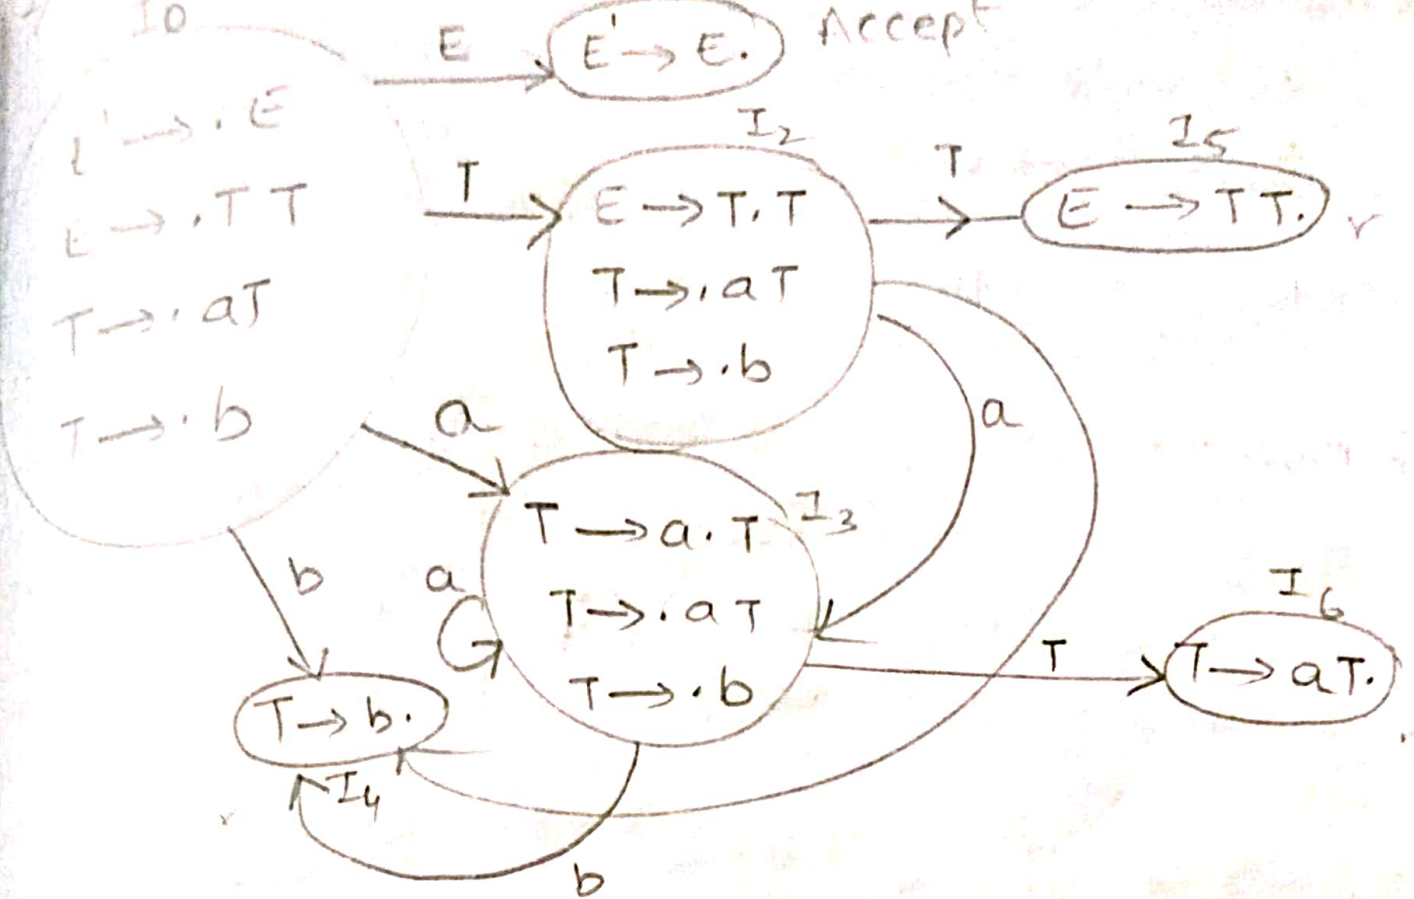 I0
E
E' → E.
Accept
E' → .E
E → .TT
T → .aT
T → .b
T
I2
E → T.T
T → .aT
T → .b
T
I5
E → TT.
a
a
b
a
T → a.T
T → .aT
T → .b
I3
T
I6
T → aT.
T → b.
I4
b